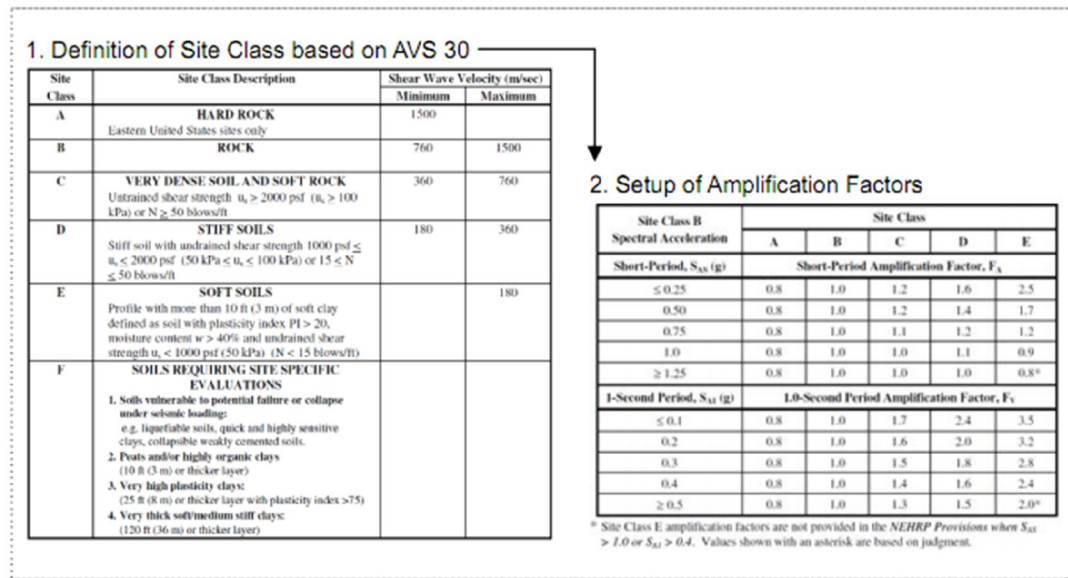 1. Definition of Site Class based on AVS 30
Site Class
Site Class Description
Shear Wave Velocity (m/sec)
Minimum
Maximum
A
HARD ROCK
Eastern United States sites only
1500
B
ROCK
760
1500
C
VERY DENSE SOIL AND SOFT ROCK
Untrained shear strength uₛ ≥ 2000 psf (uₛ ≥ 100
kPa) or N ≥ 50 blows/ft
360
760
D
STIFF SOILS
Stiff soil with undrained shear strength 1000 psf ≤
uₛ ≤ 2000 psf (50 kPa ≤ uₛ ≤ 100 kPa) or 15 ≤ N
≤ 50 blows/ft
180
360
E
SOFT SOILS
Profile with more than 10 ft (3 m) of soft clay
defined as soil with plasticity index PI > 20,
moisture content w > 40% and undrained shear
strength uₛ < 1000 psf (50 kPa) (N < 15 blows/ft)
180
F
SOILS REQUIRING SITE SPECIFIC
EVALUATIONS
1. Soils vulnerable to potential failure or collapse
under seismic loading:
e.g. liquefiable soils, quick and highly sensitive
clays, collapsible weakly cemented soils.
2. Peats and/or highly organic clays
(10 ft (3 m) or thicker layer)
3. Very high plasticity clays:
(25 ft (8 m) or thicker layer with plasticity index >75)
4. Very thick soft/medium stiff clays:
(120 ft (36 m) or thicker layer)
2. Setup of Amplification Factors
Site Class B
Spectral Acceleration
Site Class
A B C D E
Short-Period, S_AS (g) Short-Period Amplification Factor, F_A
≤ 0.25 0.8 1.0 1.2 1.6 2.5
0.50 0.8 1.0 1.2 1.4 1.7
0.75 0.8 1.0 1.1 1.2 1.2
1.0 0.8 1.0 1.0 1.1 0.9
≥ 1.25 0.8 1.0 1.0 1.0 0.8*
1-Second Period, S_A1 (g) 1.0-Second Period Amplification Factor, F_V
≤ 0.1 0.8 1.0 1.7 2.4 3.5
0.2 0.8 1.0 1.6 2.0 3.2
0.3 0.8 1.0 1.5 1.8 2.8
0.4 0.8 1.0 1.4 1.6 2.4
≥ 0.5 0.8 1.0 1.3 1.5 2.0*
* Site Class E amplification factors are not provided in the NEHRP Provisions when S_AS
> 1.0 or S_A1 > 0.4. Values shown with an asterisk are based on judgment.